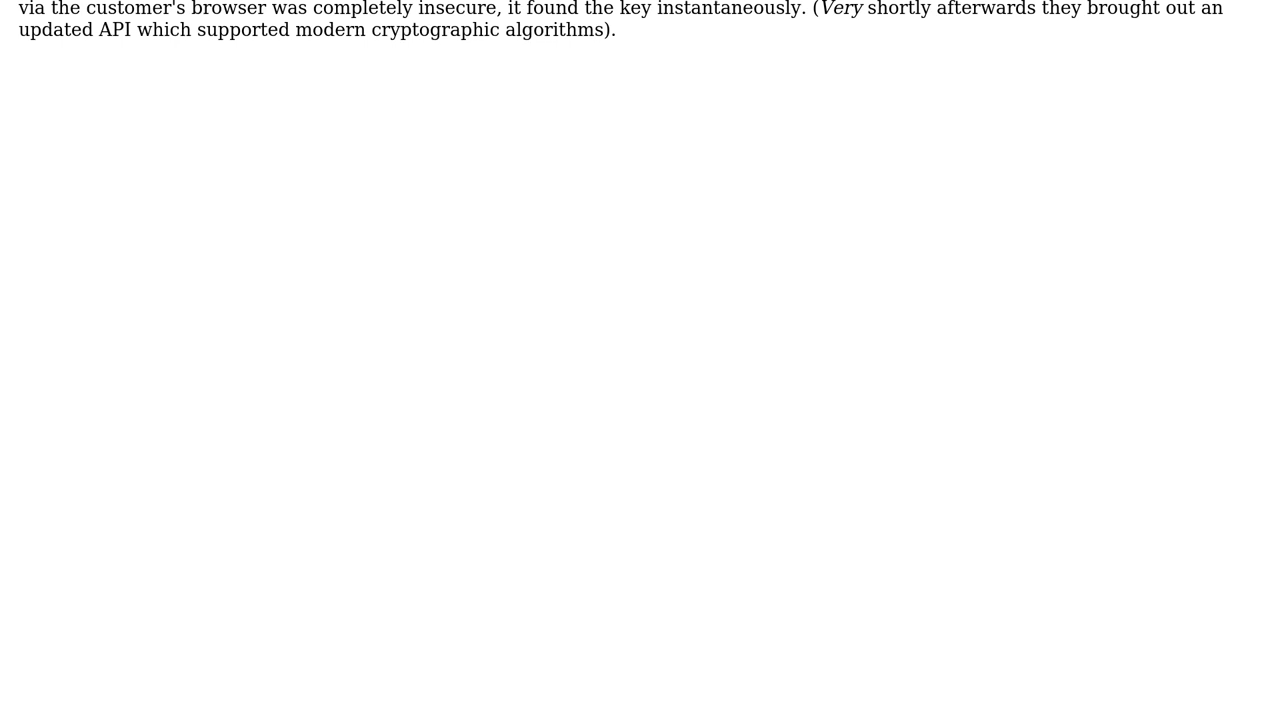 via the customer's browser was completely insecure, it found the key instantaneously. (Very shortly afterwards they brought out an
updated API which supported modern cryptographic algorithms).